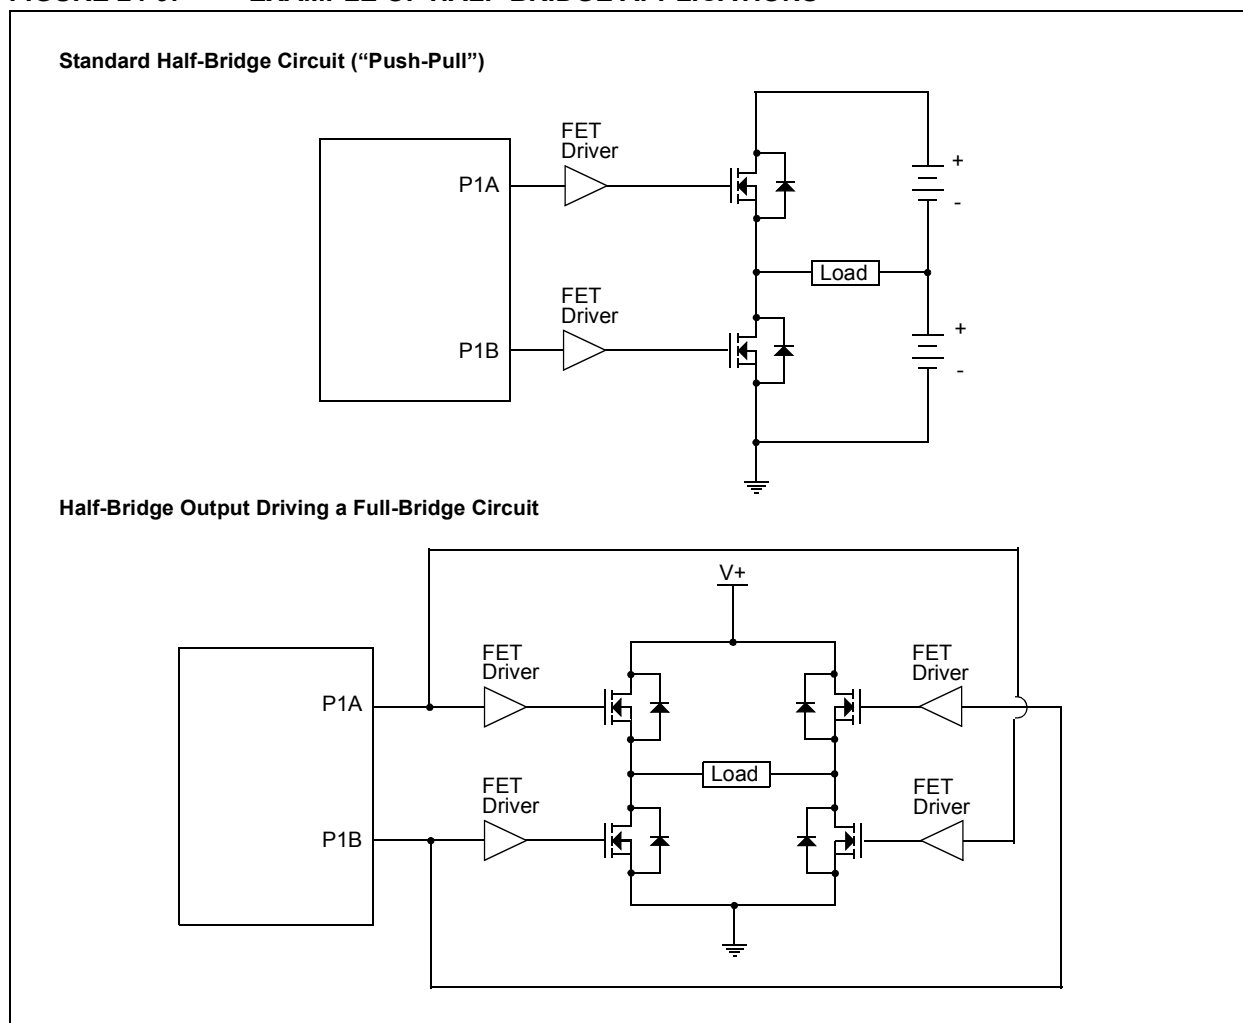 Standard Half-Bridge Circuit (“Push-Pull”)
FET
Driver
P1A
+
-
Load
FET
Driver
P1B
+
-
Half-Bridge Output Driving a Full-Bridge Circuit
V+
FET
Driver
FET
Driver
P1A
Load
FET
Driver
FET
Driver
P1B